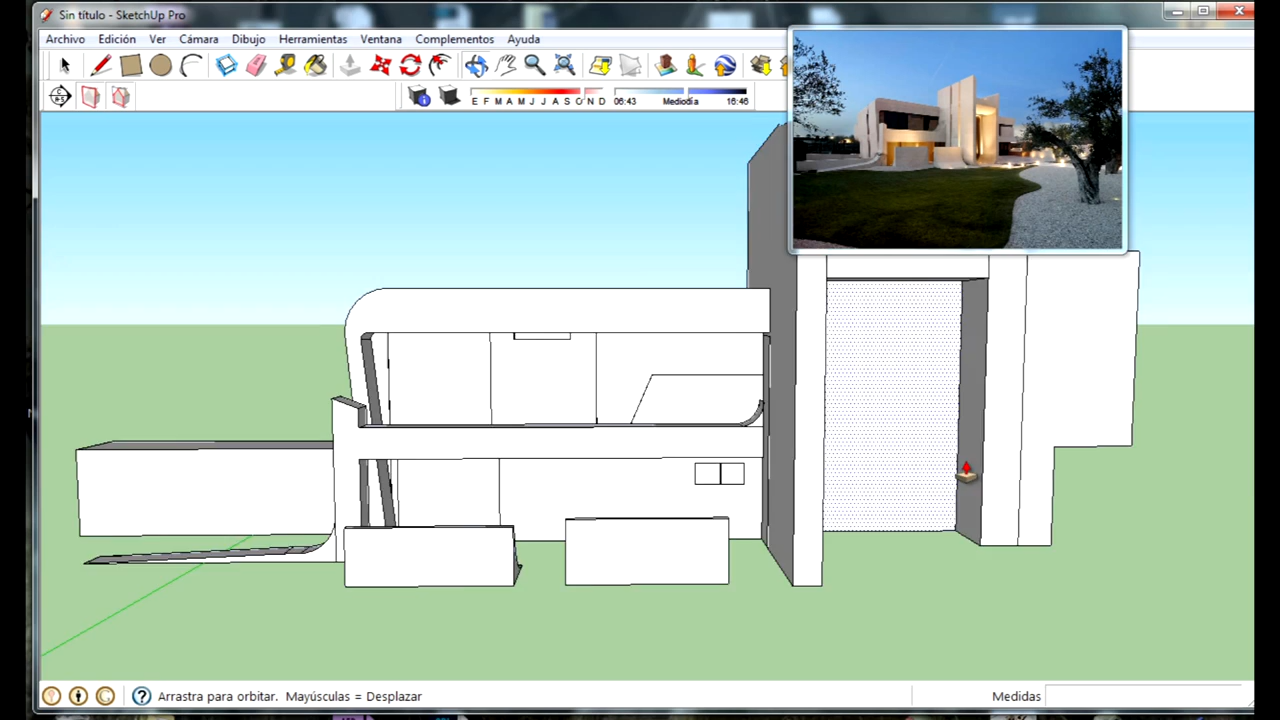 Sin título - SketchUp Pro
Archivo Edición Ver Cámara Dibujo Herramientas Ventana Complementos Ayuda
E F M A M J J A S O N D 06:43 Mediodía 16:46
Arrastra para orbitar. Mayúsculas = Desplazar Medidas